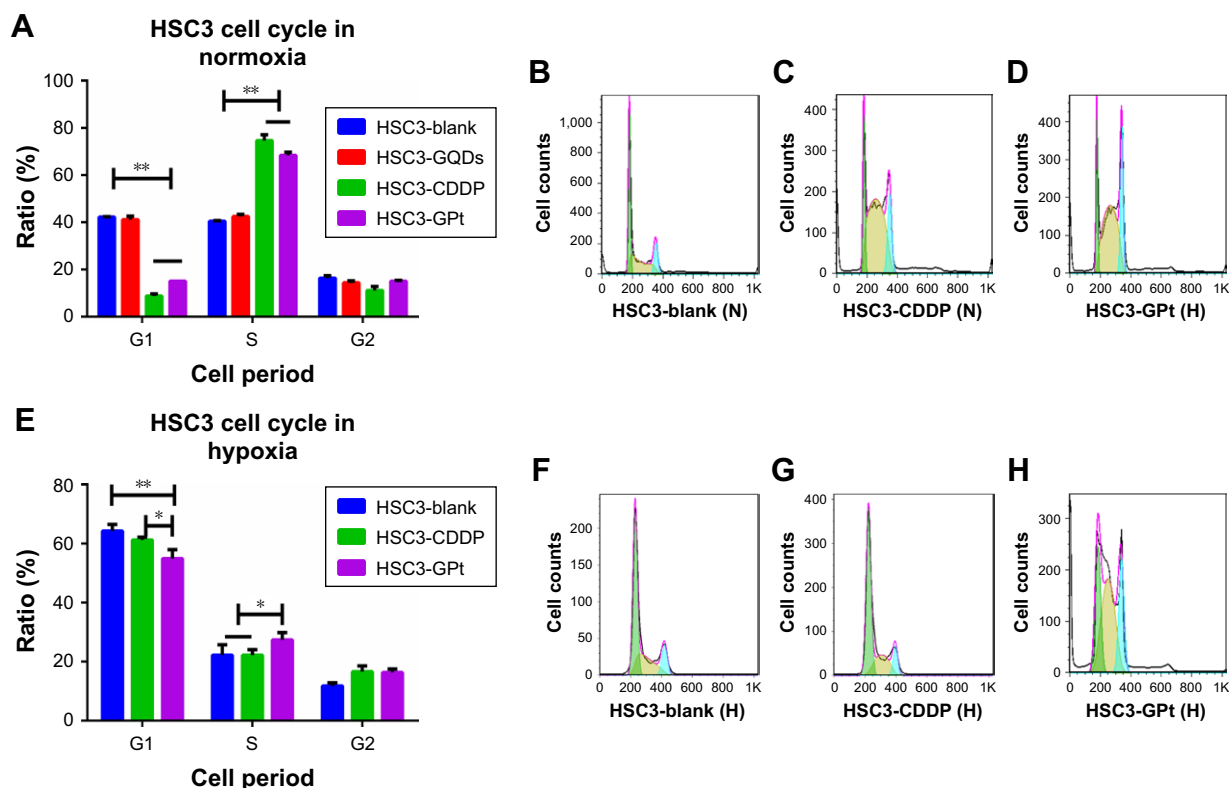 A
HSC3 cell cycle in
normoxia
100
80
60
40
20
0
Ratio (%)
**
**
HSC3-blank
HSC3-GQDs
HSC3-CDDP
HSC3-GPt
G1 S G2
Cell period
B
1,000
800
600
400
200
0
Cell counts
0 200 400 600 800 1K
HSC3-blank (N)
C
400
300
200
100
0
Cell counts
0 200 400 600 800 1K
HSC3-CDDP (N)
D
400
300
200
100
0
Cell counts
0 200 400 600 800 1K
HSC3-GPt (H)
E
HSC3 cell cycle in
hypoxia
80
60
40
20
0
Ratio (%)
**
*
*
HSC3-blank
HSC3-CDDP
HSC3-GPt
G1 S G2
Cell period
F
200
150
100
50
0
Cell counts
0 200 400 600 800 1K
HSC3-blank (H)
G
400
300
200
100
0
Cell counts
0 200 400 600 800 1K
HSC3-CDDP (H)
H
300
200
100
0
Cell counts
0 200 400 600 800 1K
HSC3-GPt (H)